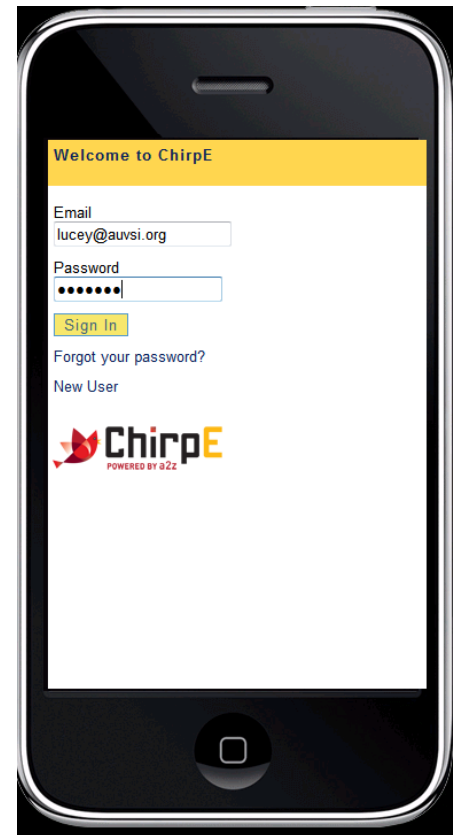 Welcome to ChirpE
Email
lucey@auvsi.org
Password
•••••••
Sign In
Forgot your password?
New User
ChirpE
POWERED BY a2z